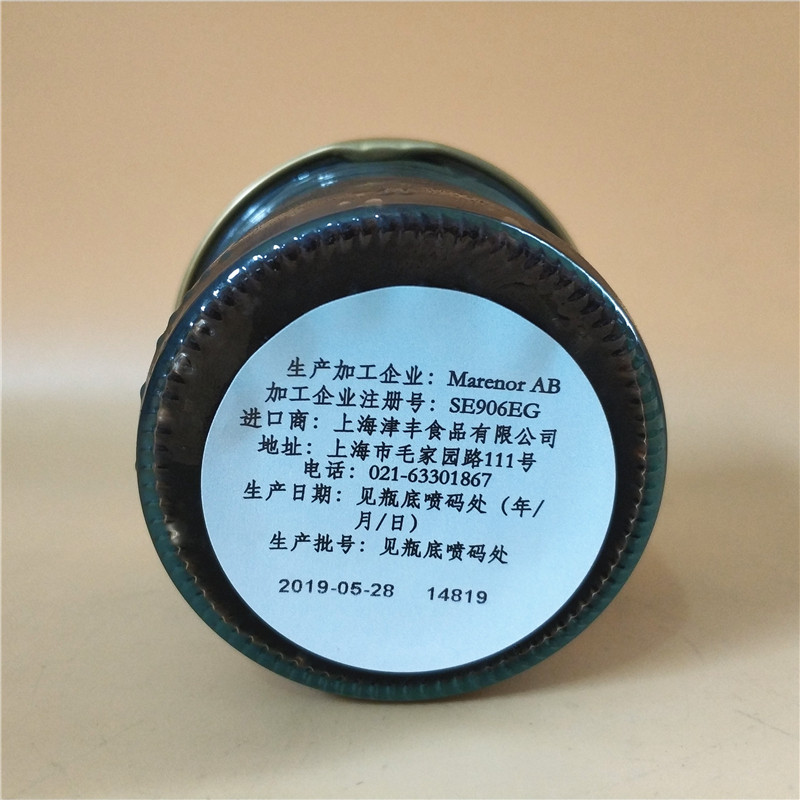 生产加工企业：Marenor AB
加工企业注册号：SE906EG
进口商：上海津丰食品有限公司
地址：上海市毛家园路111号
电话：021-63301867
生产日期：见瓶底喷码处（年/
月/日）
生产批号：见瓶底喷码处
2019-05-28 14819